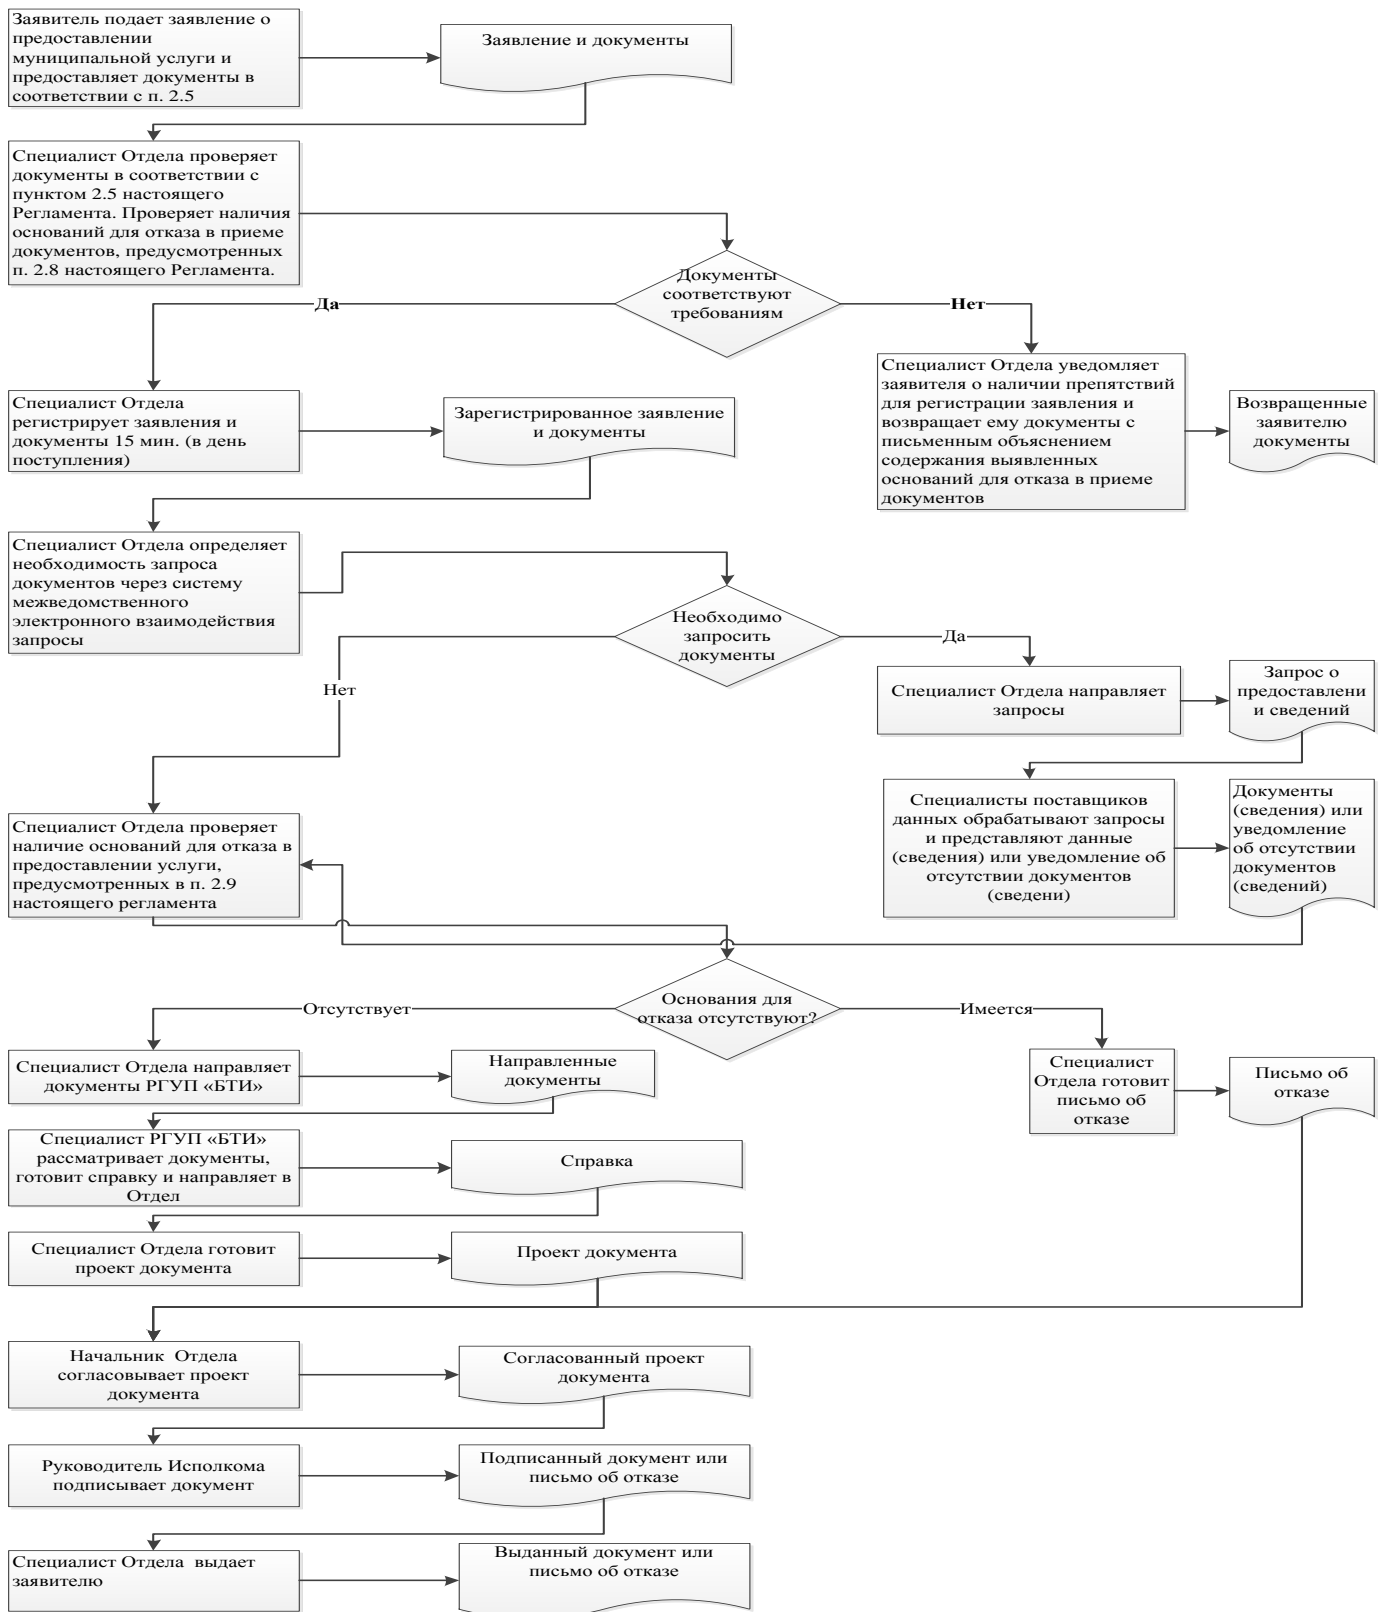 Заявитель подает заявление о
предоставлении
муниципальной услуги и
предоставляет документы в
соответствии с п. 2.5
Заявление и документы
Специалист Отдела проверяет
документы в соответствии с
пунктом 2.5 настоящего
Регламента. Проверяет наличия
оснований для отказа в приеме
документов, предусмотренных
п. 2.8 настоящего Регламента.
Документы
соответствуют
требованиям
Да
Нет
Специалист Отдела
регистрирует заявления и
документы 15 мин. (в день
поступления)
Зарегистрированное заявление
и документы
Специалист Отдела уведомляет
заявителя о наличии препятствий
для регистрации заявления и
возвращает ему документы с
письменным объяснением
содержания выявленных
оснований для отказа в приеме
документов
Возвращенные
заявителю
документы
Специалист Отдела определяет
необходимость запроса
документов через систему
межведомственного
электронного взаимодействия
запросы
Необходимо
запросить
документы
Да
Нет
Специалист Отдела направляет
запросы
Запрос о
предоставлени
и сведений
Специалисты поставщиков
данных обрабатывают запросы
и представляют данные
(сведения) или уведомление об
отсутствии документов
(сведени)
Документы
(сведения) или
уведомление
об отсутствии
документов
(сведений)
Специалист Отдела проверяет
наличие оснований для отказа в
предоставлении услуги,
предусмотренных в п. 2.9
настоящего регламента
Основания для
отказа отсутствуют?
Отсутствует
Имеется
Специалист Отдела направляет
документы РГУП «БТИ»
Направленные
документы
Специалист
Отдела готовит
письмо об
отказе
Письмо об
отказе
Специалист РГУП «БТИ»
рассматривает документы,
готовит справку и направляет в
Отдел
Справка
Специалист Отдела готовит
проект документа
Проект документа
Начальник  Отдела
согласовывает проект
документа
Согласованный проект
документа
Руководитель Исполкома
подписывает документ
Подписанный документ или
письмо об отказе
Специалист Отдела  выдает
заявителю
Выданный документ или
письмо об отказе